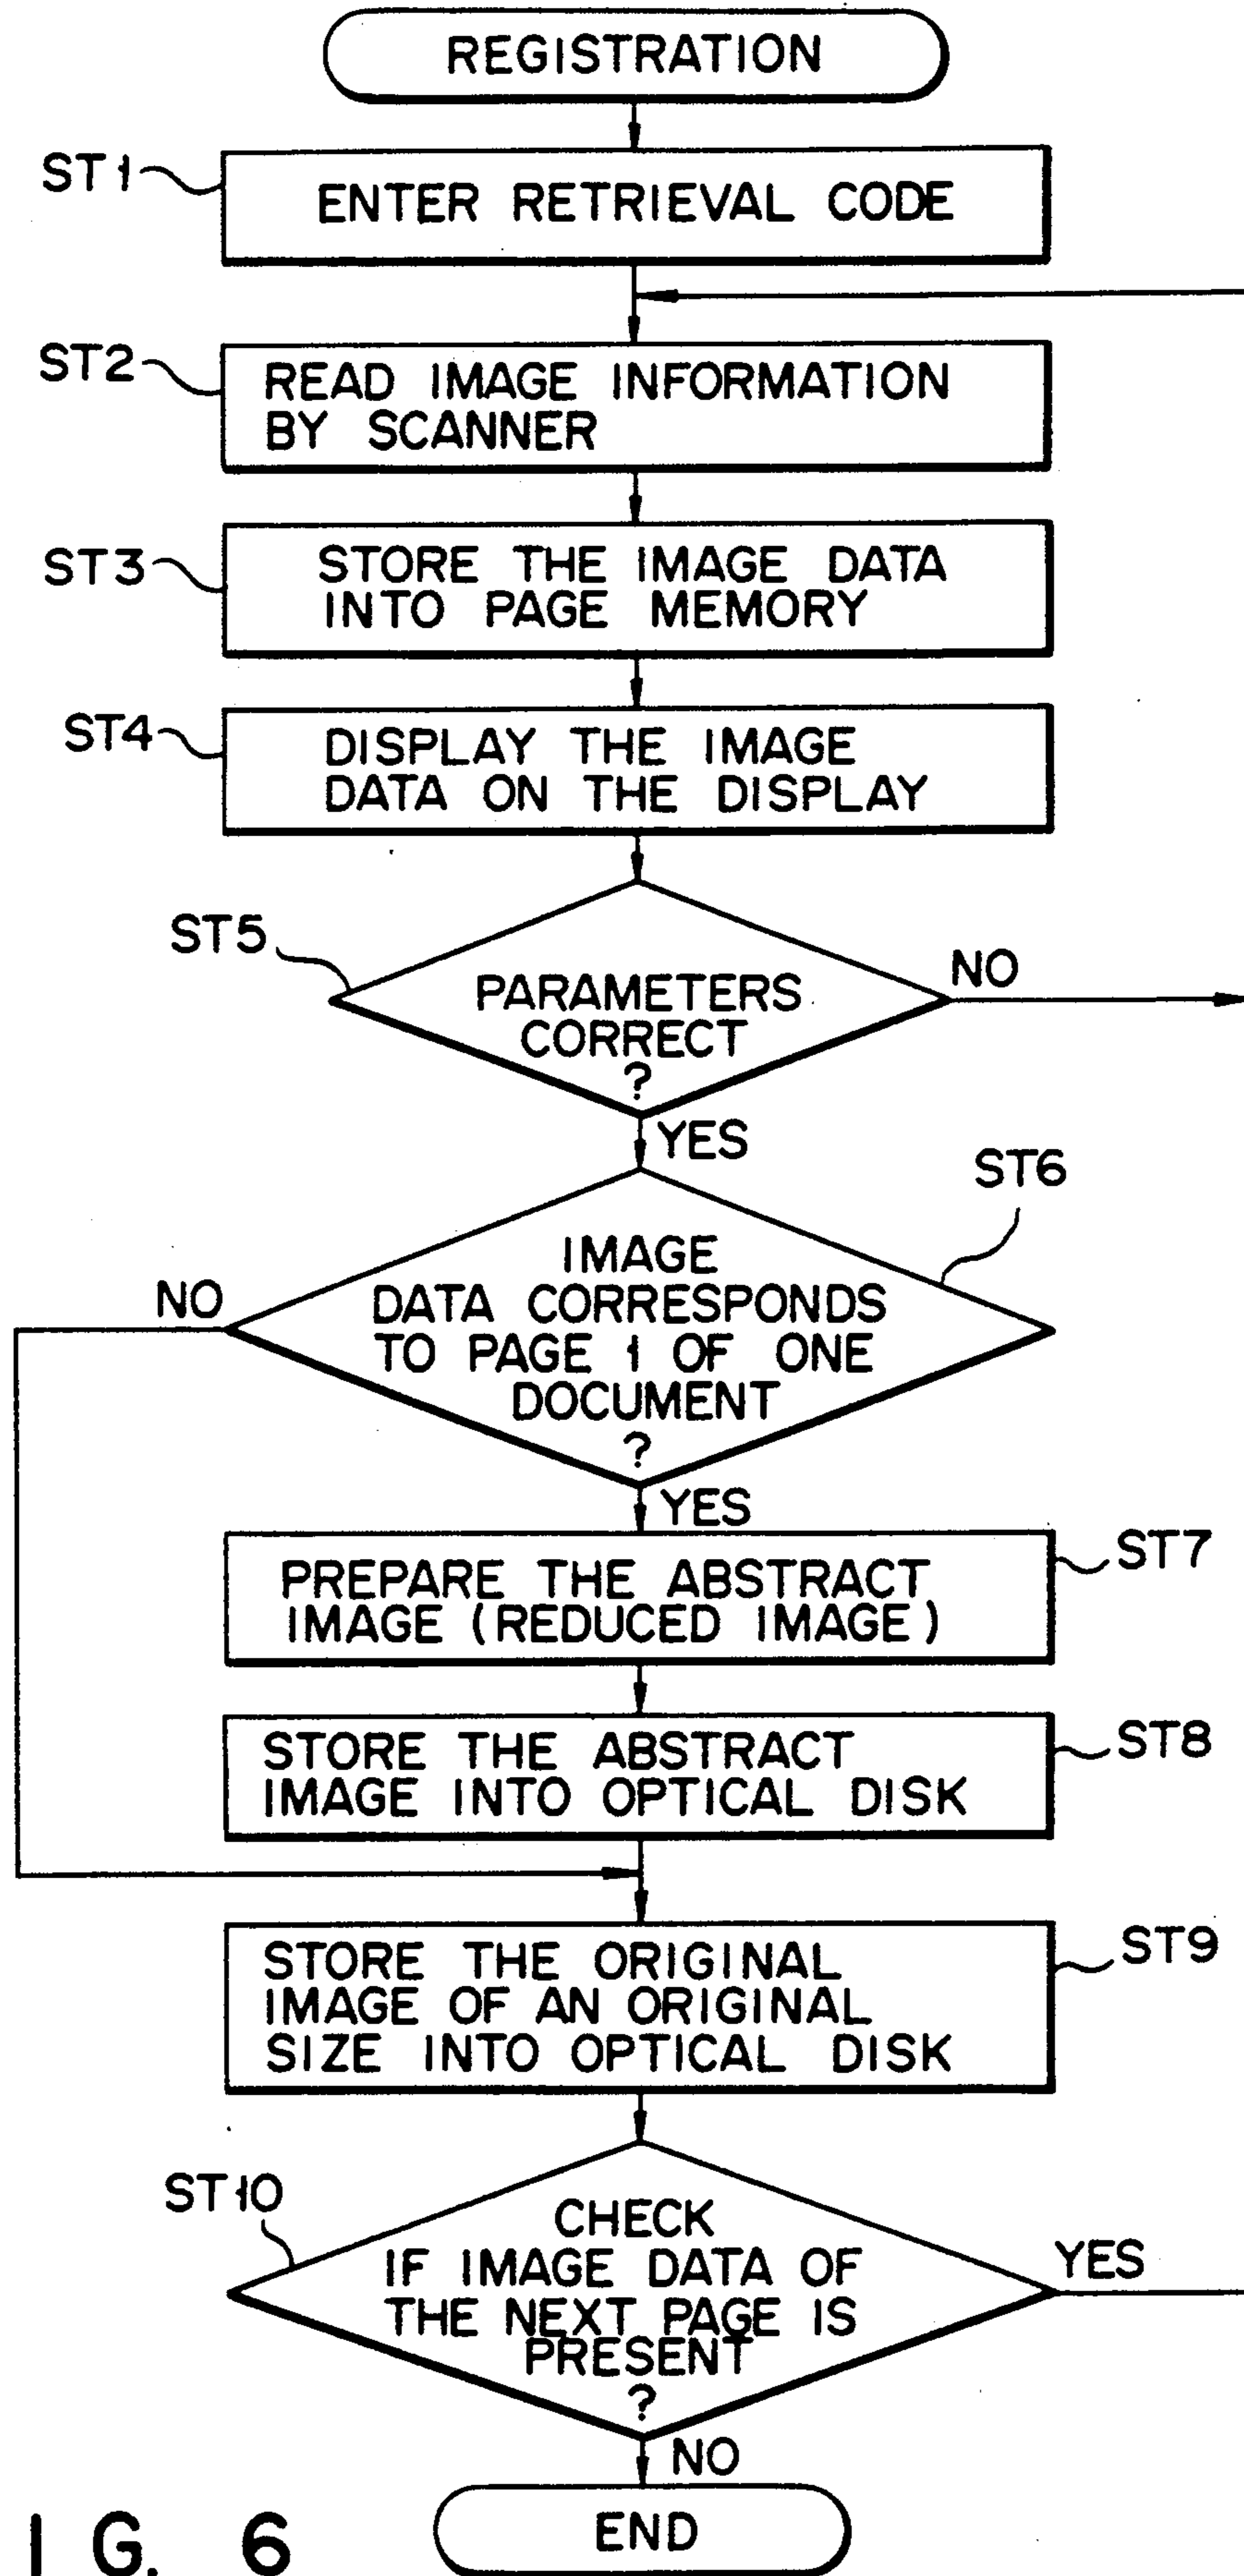 REGISTRATION
ST1
ENTER RETRIEVAL CODE
ST2
READ IMAGE INFORMATION
BY SCANNER
ST3
STORE THE IMAGE DATA
INTO PAGE MEMORY
ST4
DISPLAY THE IMAGE
DATA ON THE DISPLAY
ST5
PARAMETERS
CORRECT
?
NO
YES
ST6
IMAGE
DATA CORRESPONDS
TO PAGE 1 OF ONE
DOCUMENT
?
NO
YES
ST7
PREPARE THE ABSTRACT
IMAGE (REDUCED IMAGE)
ST8
STORE THE ABSTRACT
IMAGE INTO OPTICAL DISK
ST9
STORE THE ORIGINAL
IMAGE OF AN ORIGINAL
SIZE INTO OPTICAL DISK
ST10
CHECK
IF IMAGE DATA OF
THE NEXT PAGE IS
PRESENT
?
YES
NO
END
I G. 6